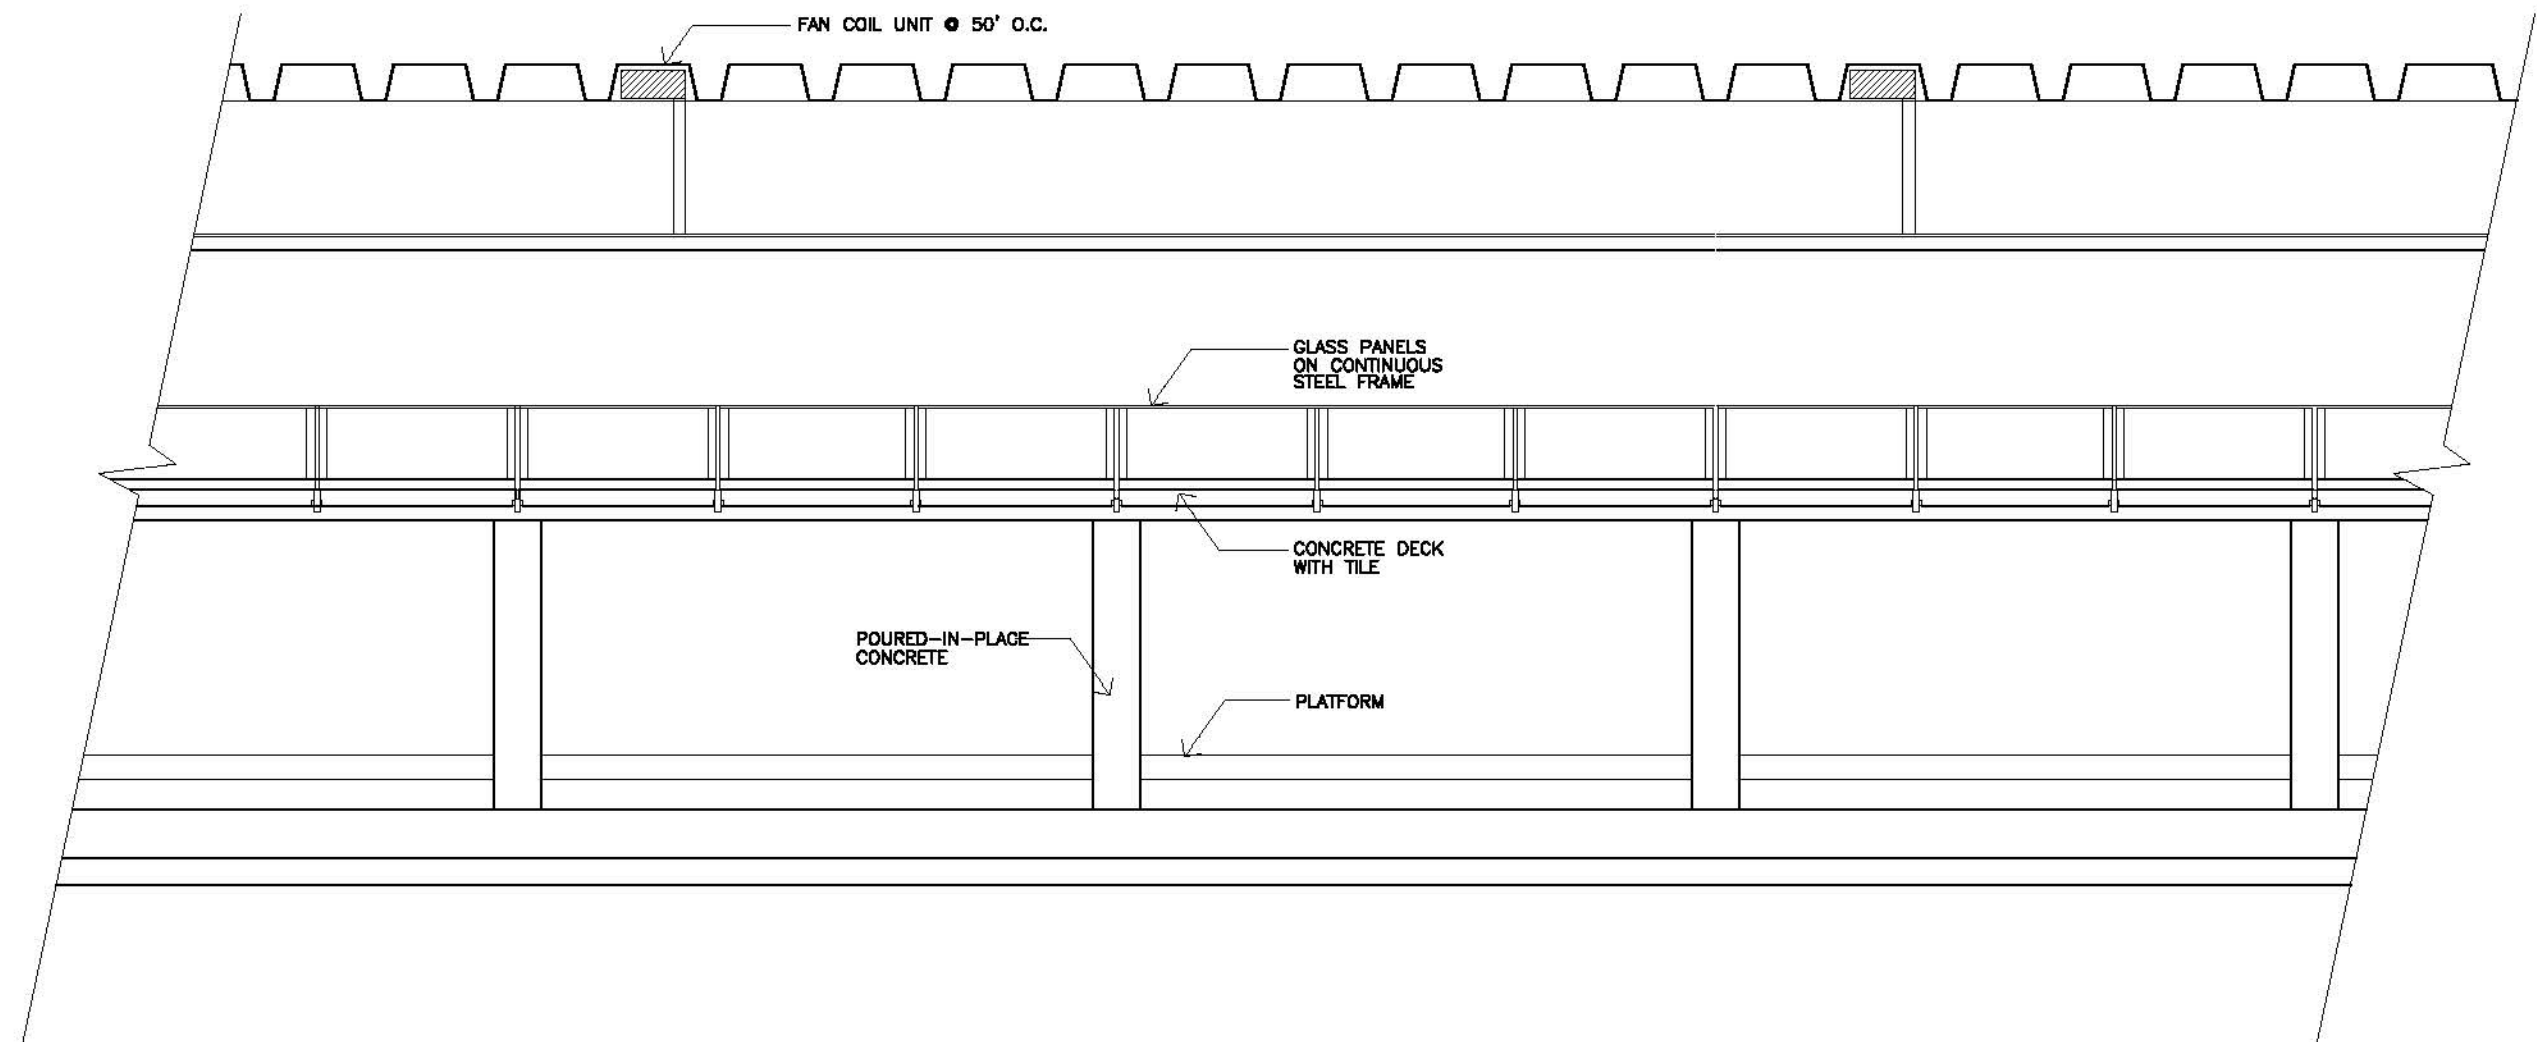 FAN COIL UNIT @ 50' O.C.
GLASS PANELS
ON CONTINUOUS
STEEL FRAME
CONCRETE DECK
WITH TILE
POURED-IN-PLACE
CONCRETE
PLATFORM